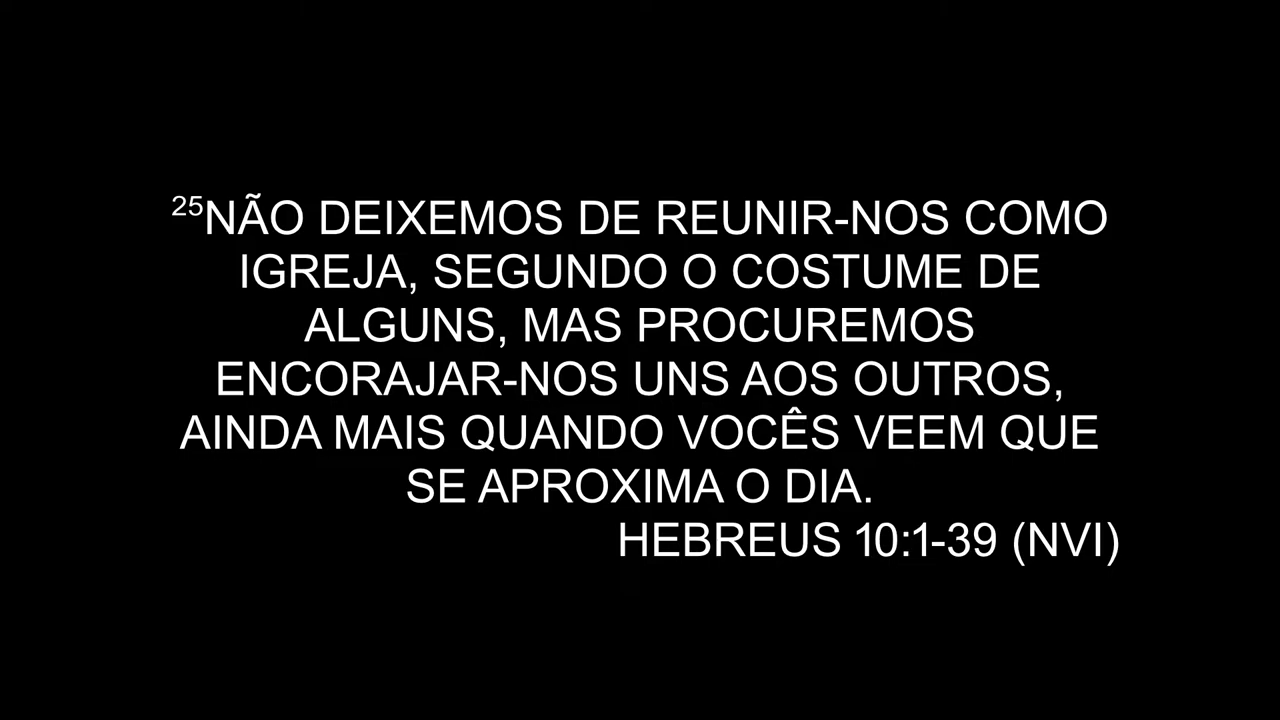 25NÃO DEIXEMOS DE REUNIR-NOS COMO
IGREJA, SEGUNDO O COSTUME DE
ALGUNS, MAS PROCUREMOS
ENCORAJAR-NOS UNS AOS OUTROS,
AINDA MAIS QUANDO VOCÊS VEEM QUE
SE APROXIMA O DIA.
HEBREUS 10:1-39 (NVI)